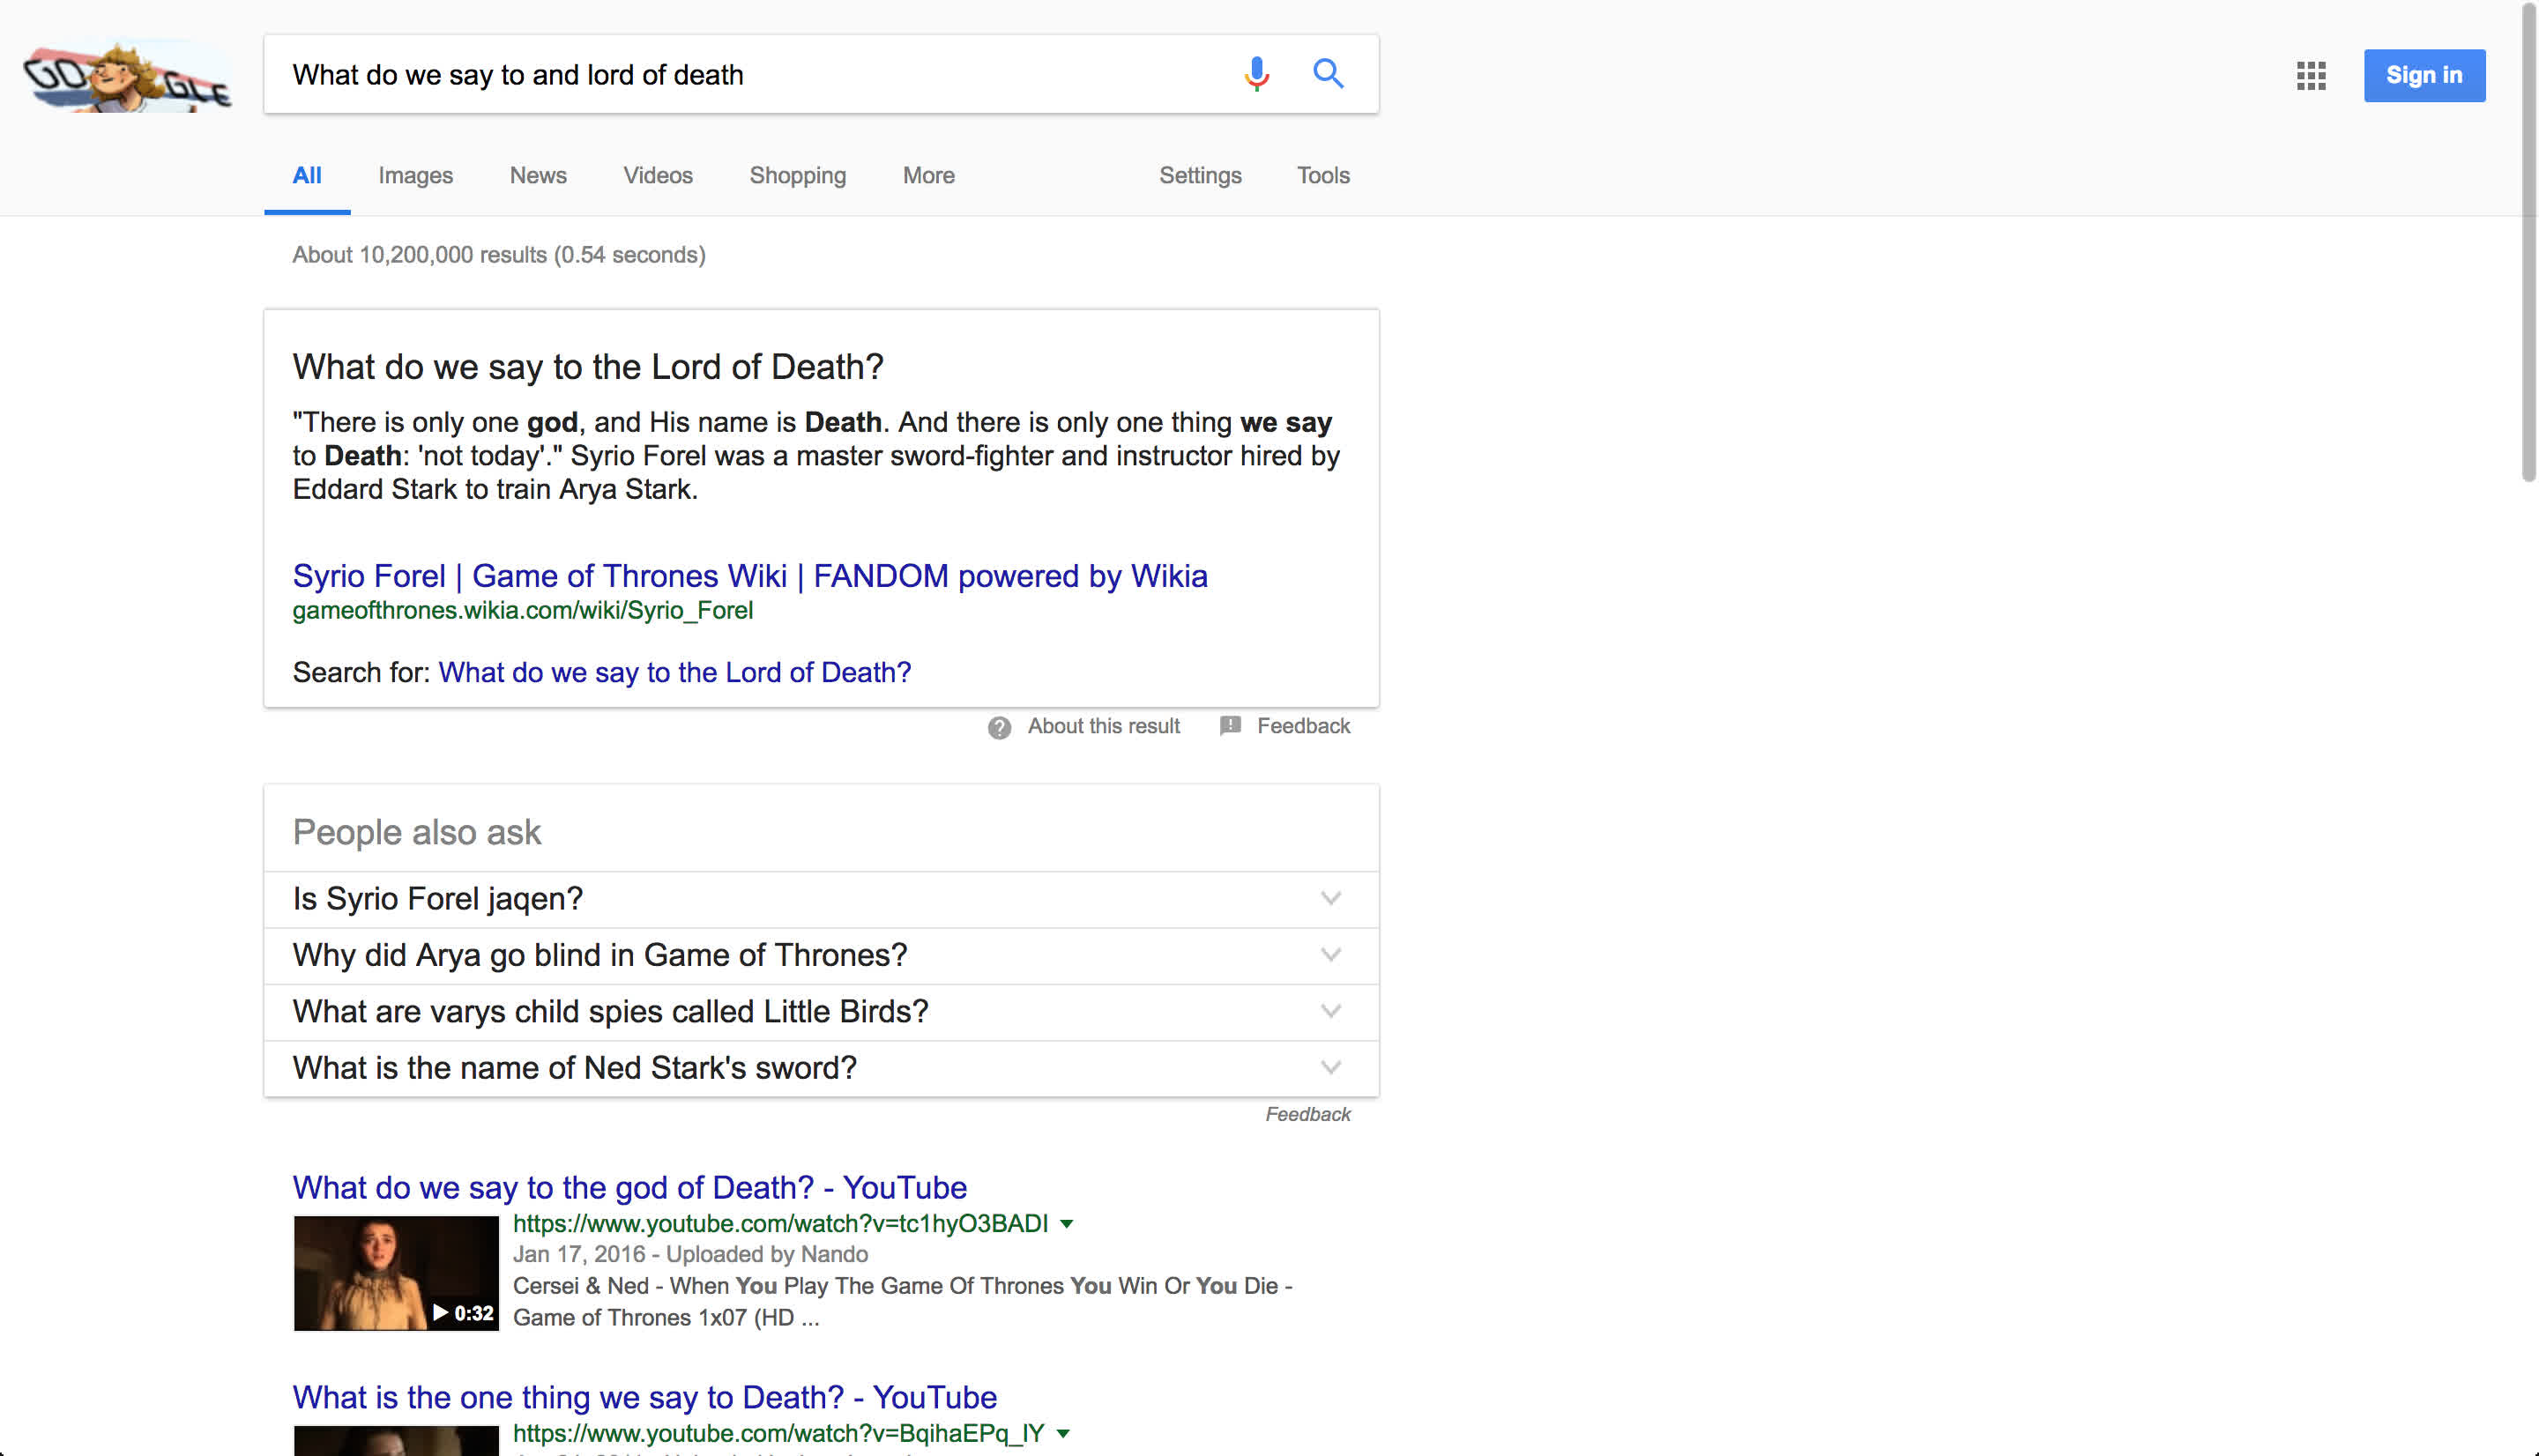 GO GLE
What do we say to and lord of death
Sign in
All Images News Videos Shopping More Settings Tools
About 10,200,000 results (0.54 seconds)
What do we say to the Lord of Death?
"There is only one god, and His name is Death. And there is only one thing we say
to Death: 'not today'." Syrio Forel was a master sword-fighter and instructor hired by
Eddard Stark to train Arya Stark.
Syrio Forel | Game of Thrones Wiki | FANDOM powered by Wikia
gameofthrones.wikia.com/wiki/Syrio_Forel
Search for: What do we say to the Lord of Death?
About this result Feedback
People also ask
Is Syrio Forel jaqen?
Why did Arya go blind in Game of Thrones?
What are varys child spies called Little Birds?
What is the name of Ned Stark's sword?
Feedback
What do we say to the god of Death? - YouTube
https://www.youtube.com/watch?v=tc1hyO3BADI
Jan 17, 2016 - Uploaded by Nando
Cersei & Ned - When You Play The Game Of Thrones You Win Or You Die -
Game of Thrones 1x07 (HD ...
0:32
What is the one thing we say to Death? - YouTube
https://www.youtube.com/watch?v=BqihaEPq_lY